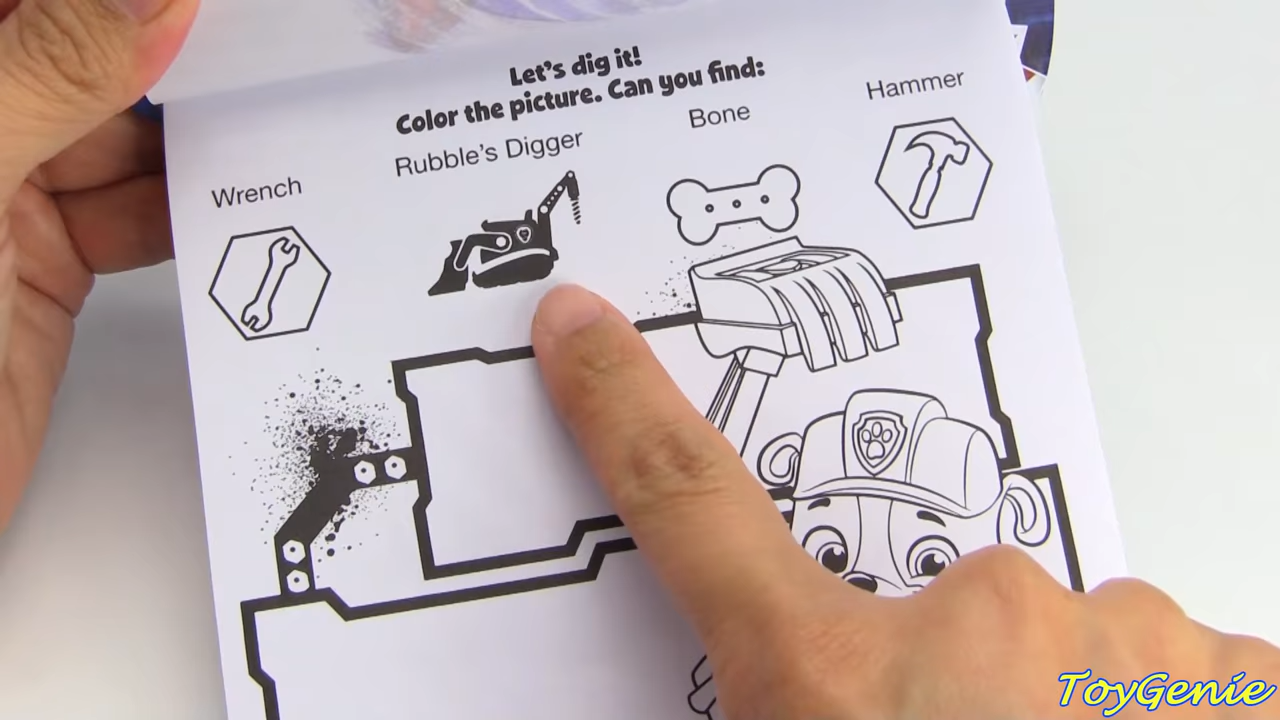 Let's dig it!
Color the picture. Can you find:
Wrench
Rubble's Digger
Bone
Hammer
ToyGenie